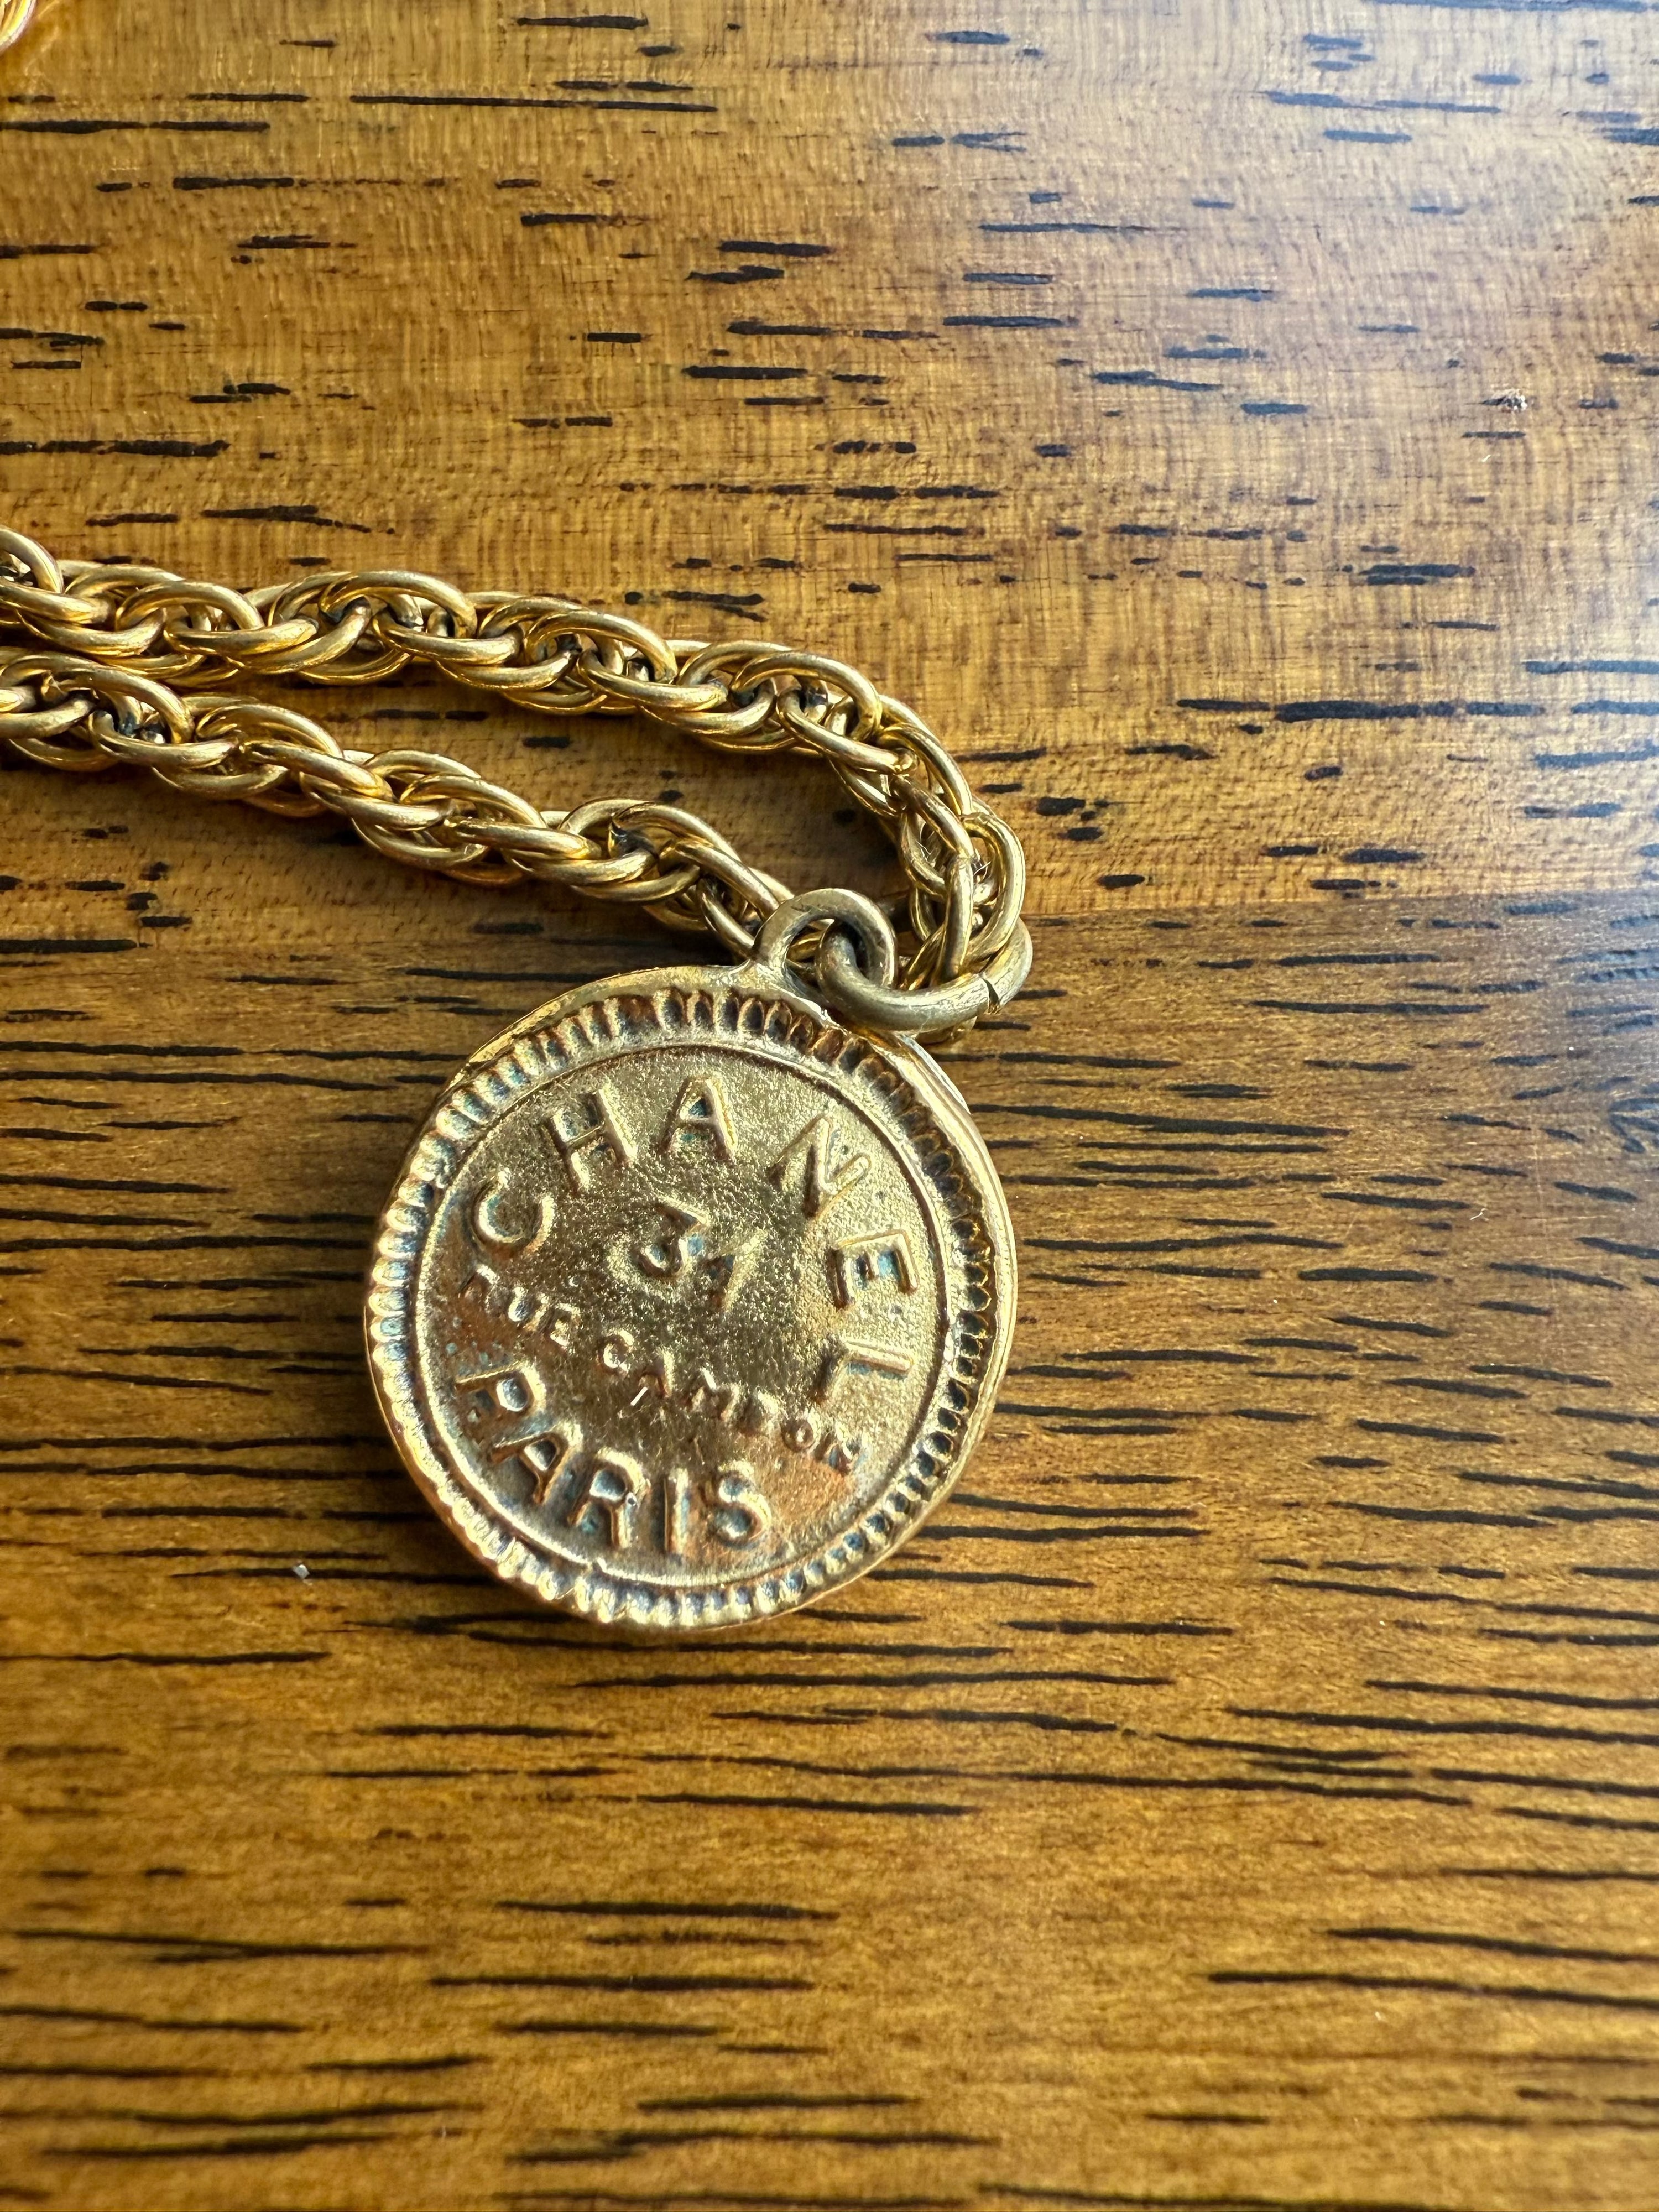 CHANEL
31
RUE CAMBON
PARIS